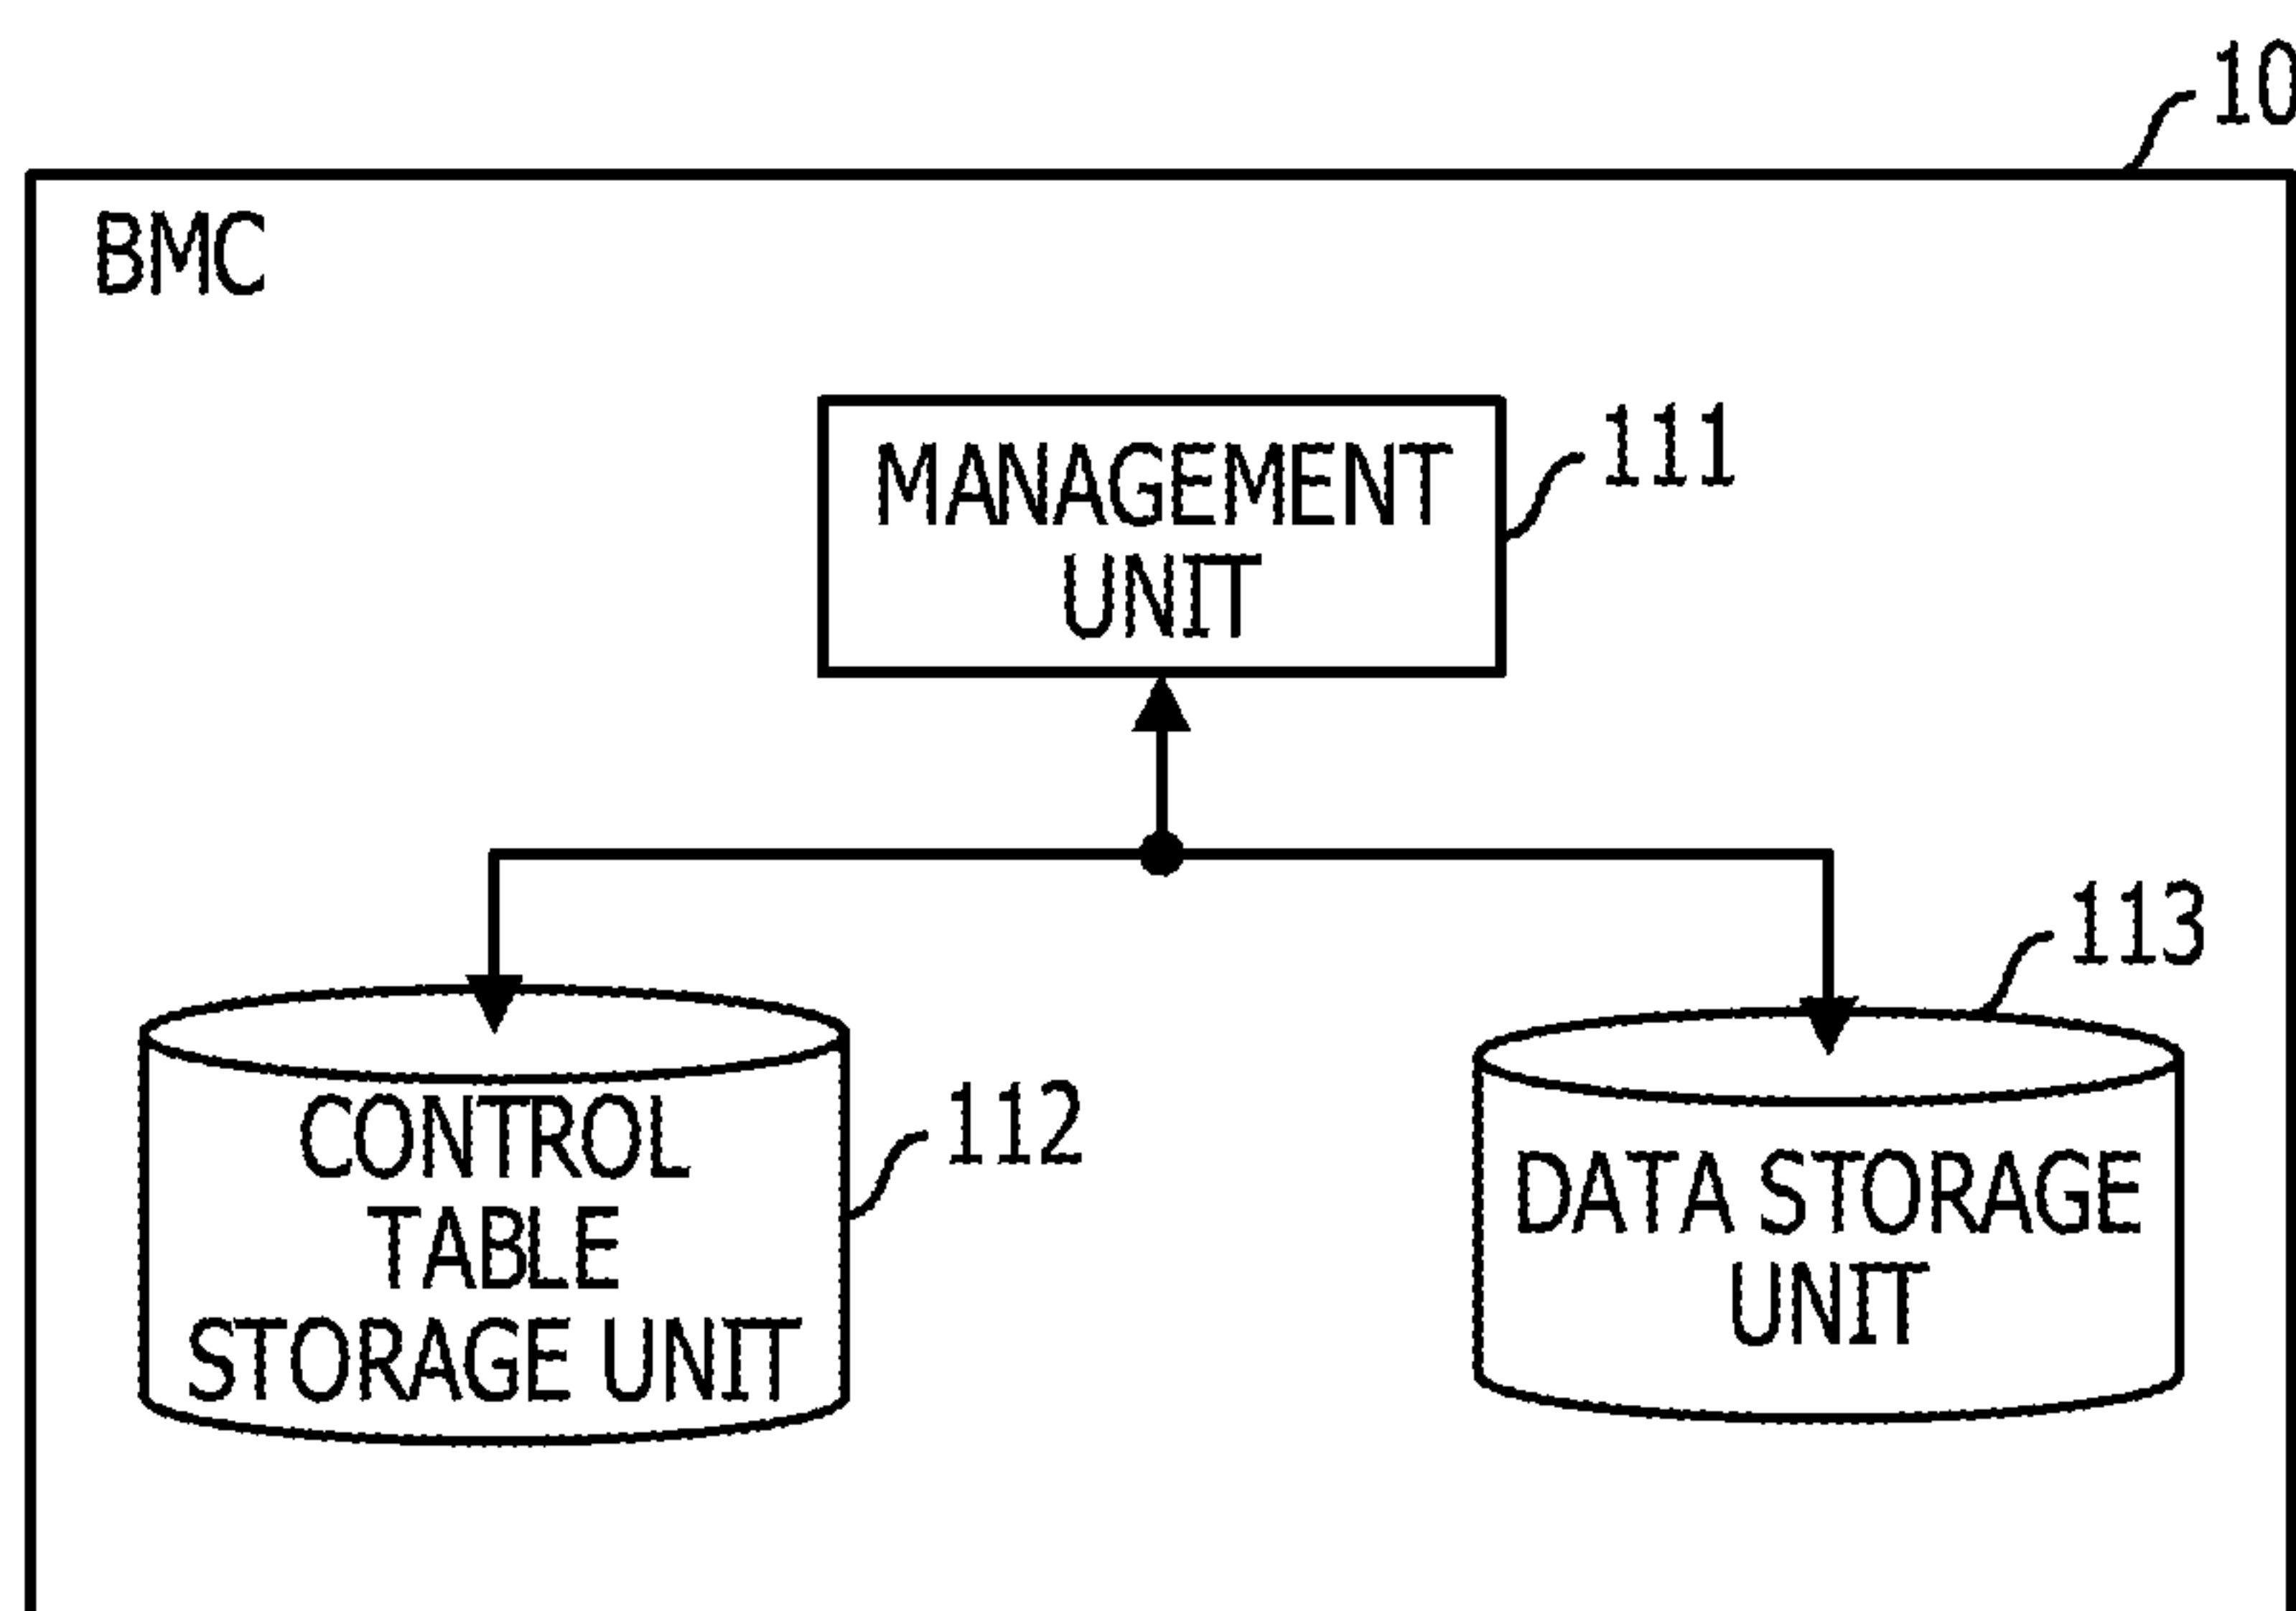 10
BMC
MANAGEMENT
UNIT
111
113
CONTROL
TABLE
STORAGE UNIT
112
DATA STORAGE
UNIT